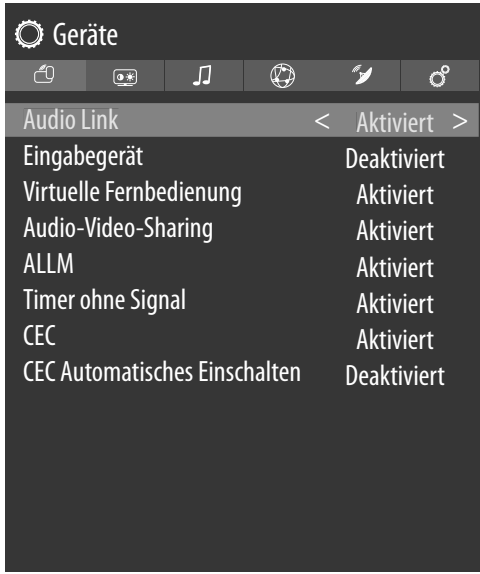 Geräte
Audio Link < Aktiviert >
Eingabegerät Deaktiviert
Virtuelle Fernbedienung Aktiviert
Audio-Video-Sharing Aktiviert
ALLM Aktiviert
Timer ohne Signal Aktiviert
CEC Aktiviert
CEC Automatisches Einschalten Deaktiviert